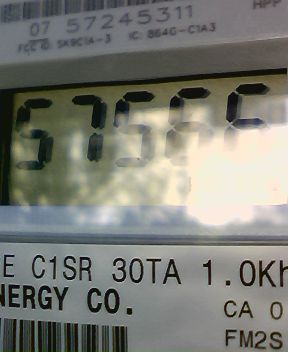 HPP
07 57245311
FCC ID: SK9C1A-3 IC: 864G-C1A3
57566
E C1SR 30TA 1.0Kh
NERGY CO.
CA 0
FM2S